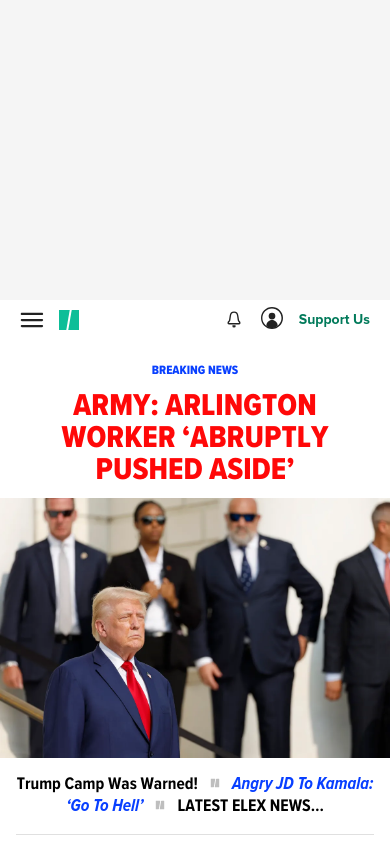 Support Us
BREAKING NEWS
ARMY: ARLINGTON
WORKER ‘ABRUPTLY
PUSHED ASIDE’
Trump Camp Was Warned! Angry JD To Kamala:
‘Go To Hell’ LATEST ELEX NEWS...